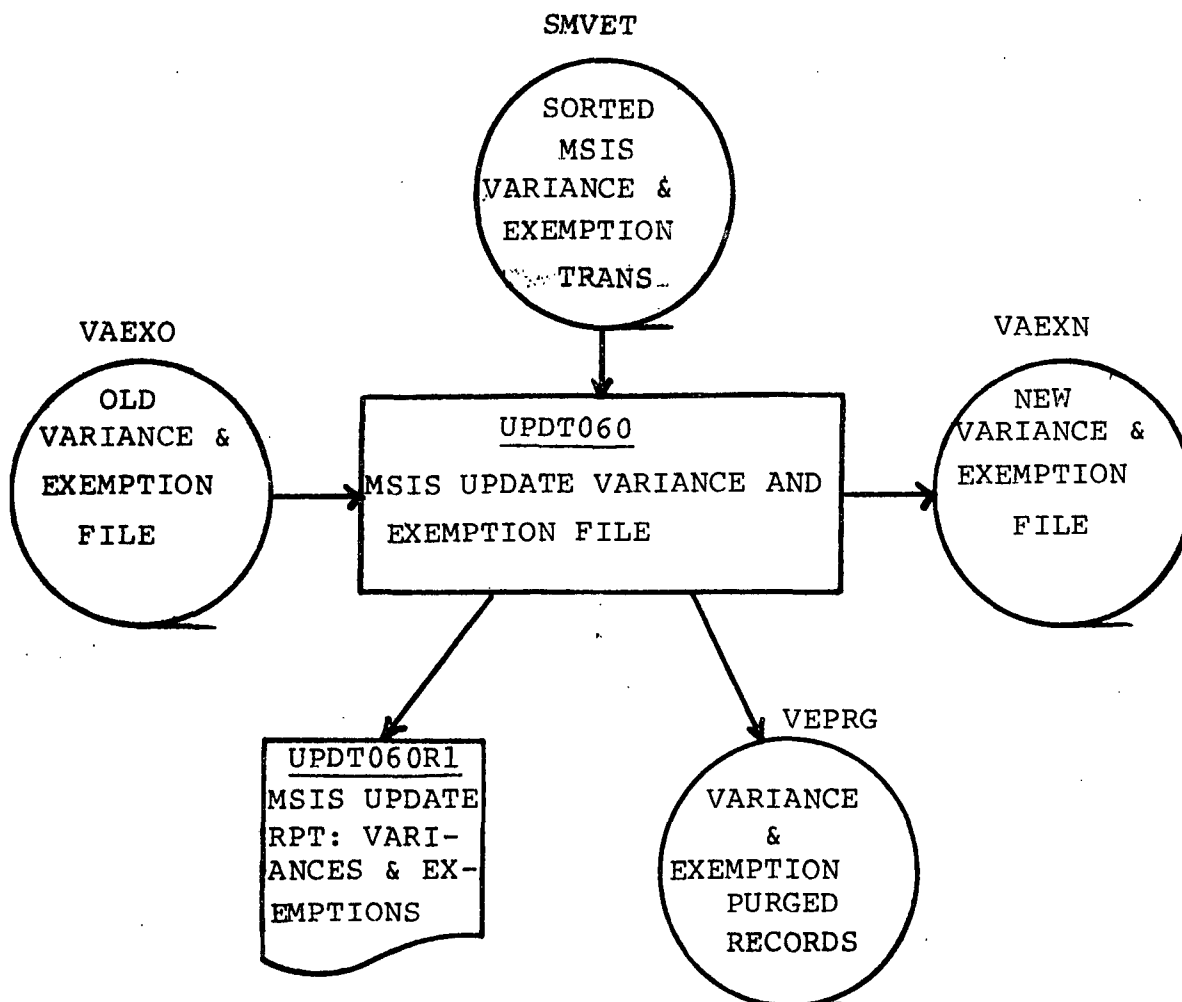 SMVET
SORTED
MSIS
VARIANCE &
EXEMPTION
TRANS
VAEXO
OLD
VARIANCE &
EXEMPTION
FILE
UPDT060
MSIS UPDATE VARIANCE AND
EXEMPTION FILE
VAEXN
NEW
VARIANCE &
EXEMPTION
FILE
UPDT060R1
MSIS UPDATE
RPT: VARI-
ANCES & EX-
EMPTIONS
VEPRG
VARIANCE
&
EXEMPTION
PURGED
RECORDS